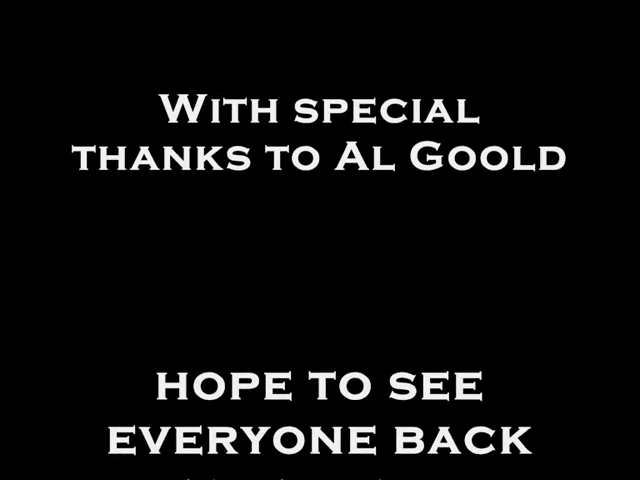 With special
thanks to Al Goold
HOPE TO SEE
EVERYONE BACK